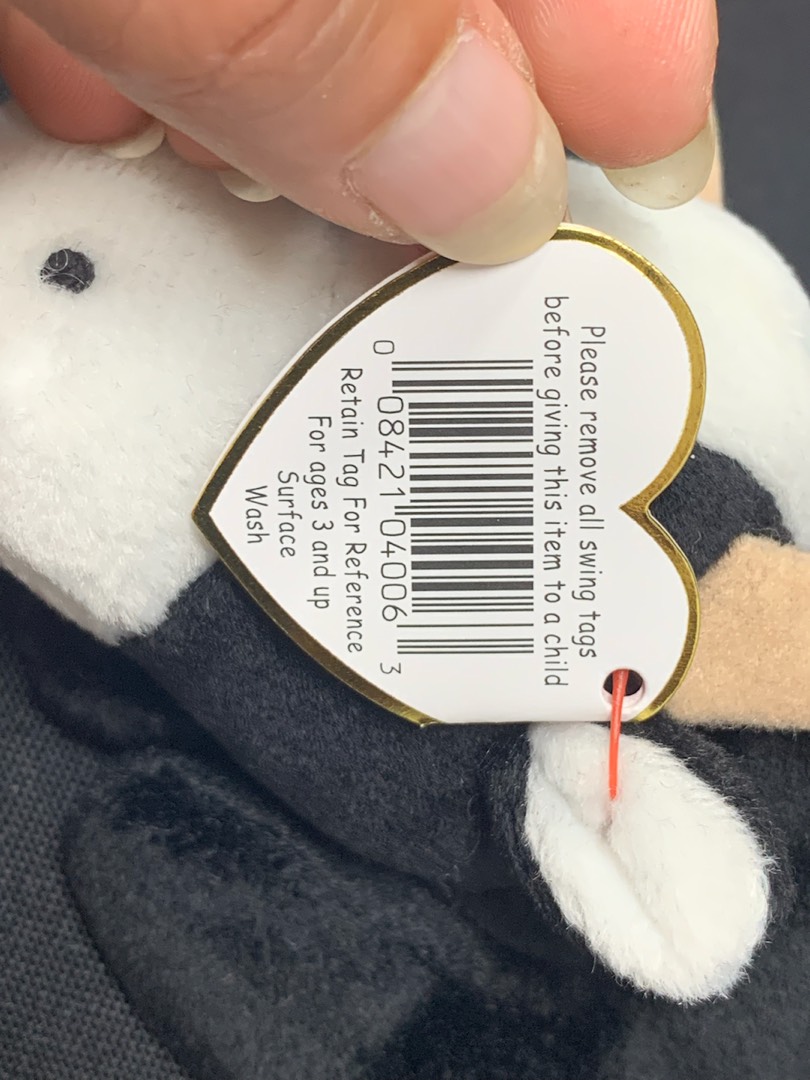 Please remove all swing tags
before giving this item to a child
0 08421 04006 3
Retain Tag For Reference
For ages 3 and up
Surface
Wash